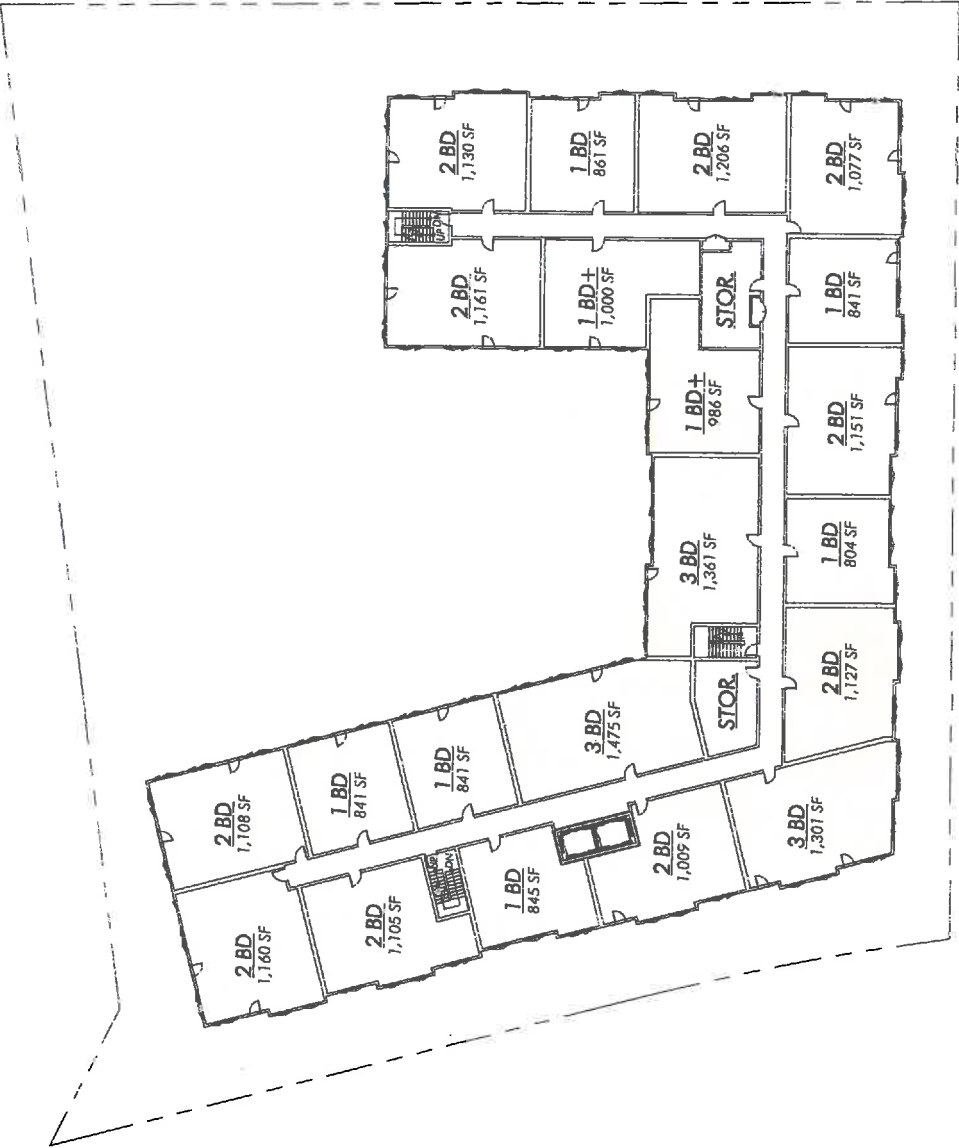 2 BD
1,130 SF
1 BD
861 SF
2 BD
1,206 SF
2 BD
1,077 SF
UP
DN
2 BD
1,161 SF
1 BD+
1,000 SF
STOR.
1 BD
841 SF
1 BD+
986 SF
2 BD
1,151 SF
3 BD
1,361 SF
1 BD
804 SF
STOR.
2 BD
1,127 SF
3 BD
1,475 SF
1 BD
841 SF
1 BD
841 SF
2 BD
1,108 SF
3 BD
1,301 SF
2 BD
1,009 SF
1 BD
845 SF
UP
DN
2 BD
1,105 SF
2 BD
1,160 SF